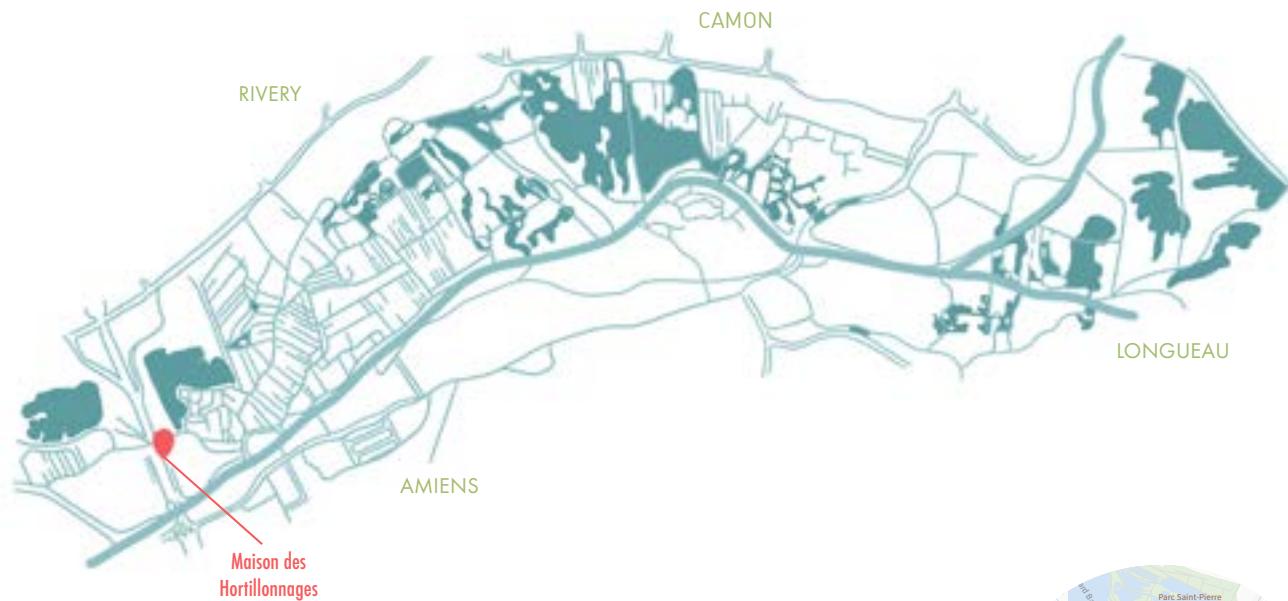 CAMON
RIVERY
LONGUEAU
AMIENS
Maison des
Hortillonnages
Parc Saint-Pierre